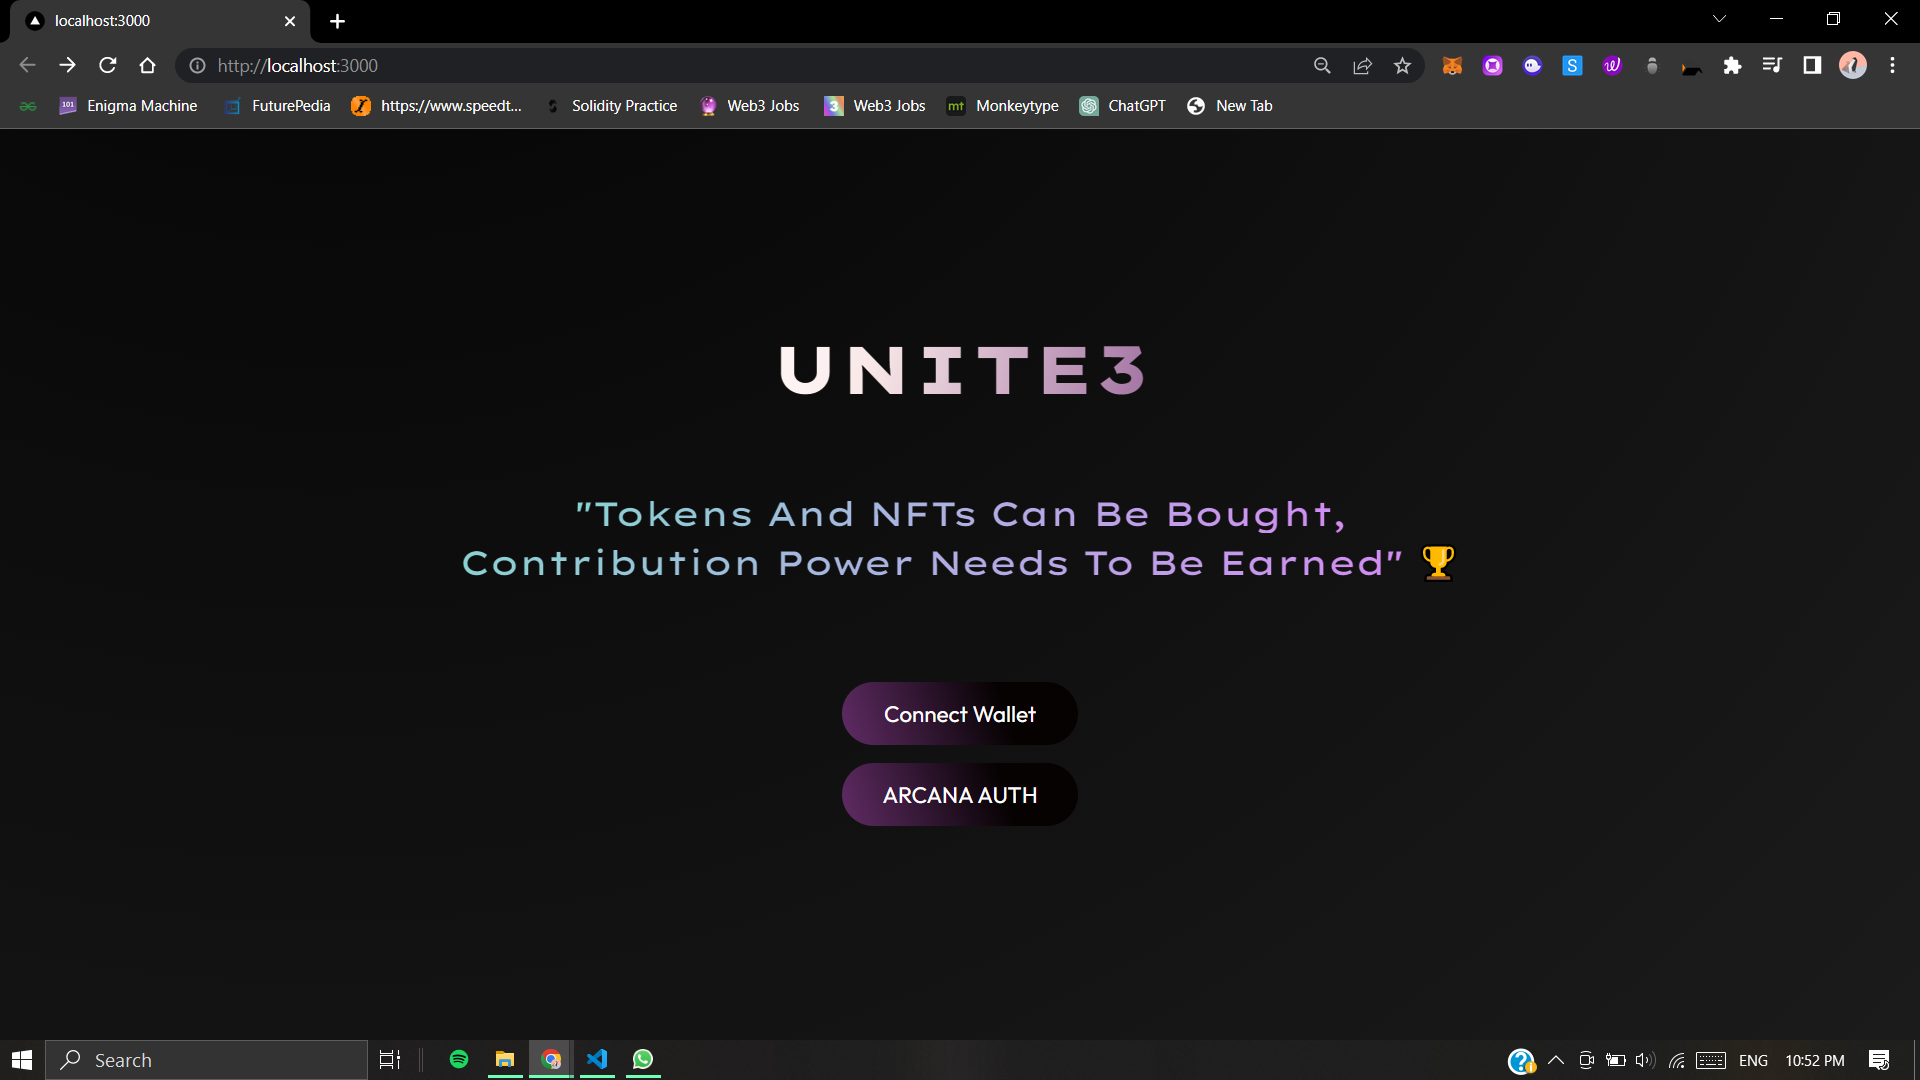 localhost:3000
http://localhost:3000
Enigma Machine FuturePedia https://www.speedt... Solidity Practice Web3 Jobs Web3 Jobs Monkeytype ChatGPT New Tab
UNITE3
"Tokens And NFTs Can Be Bought,
Contribution Power Needs To Be Earned" 🏆
Connect Wallet
ARCANA AUTH
Search
ENG 10:52 PM